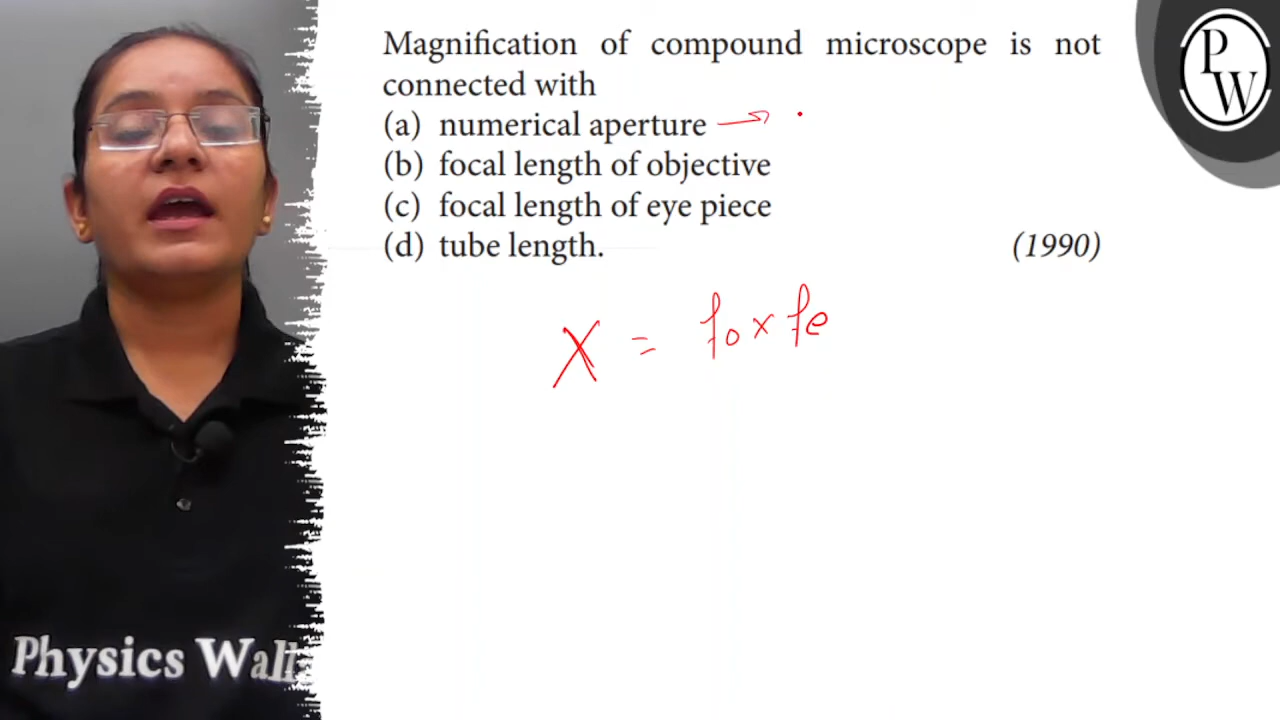 Magnification of compound microscope is not
connected with
(a) numerical aperture →
(b) focal length of objective
(c) focal length of eye piece
(d) tube length. (1990)
X = fo × fe
PW
Physics Wall